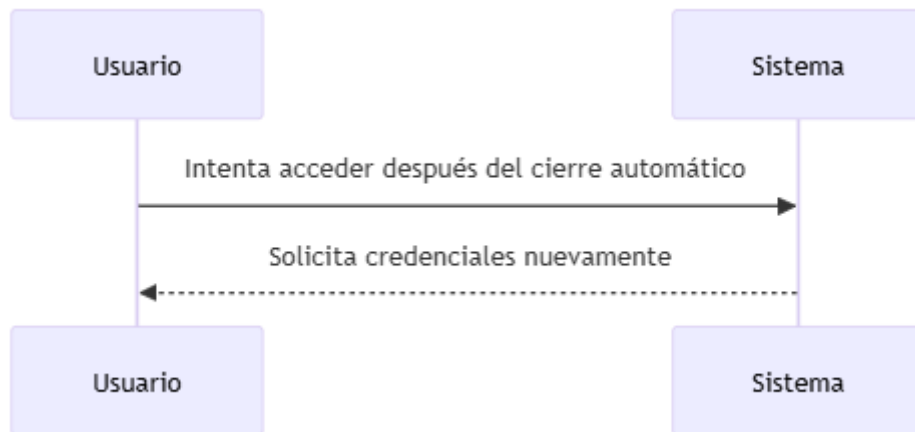 Usuario
Sistema
Intenta acceder después del cierre automático
Solicita credenciales nuevamente
Usuario
Sistema